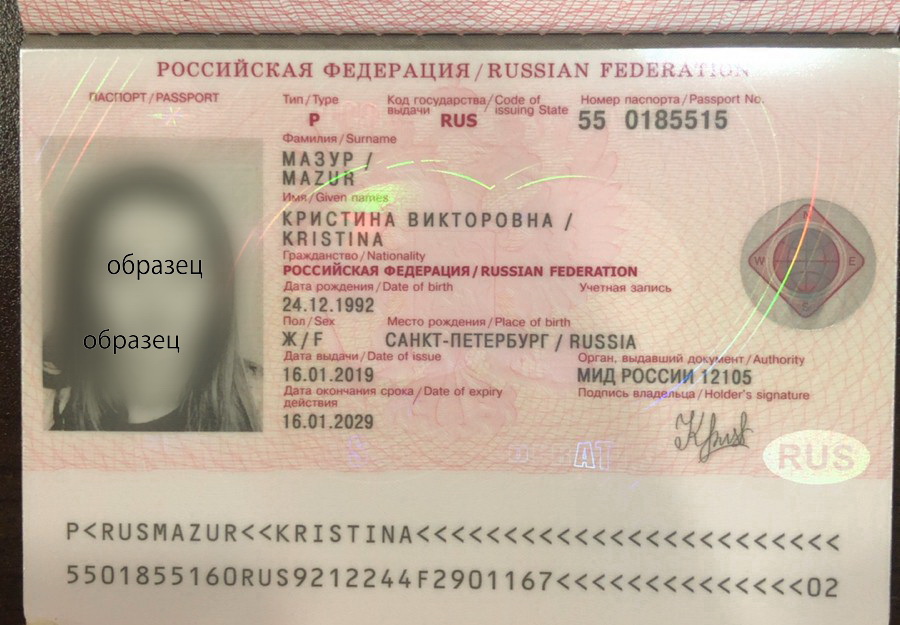 РОССИЙСКАЯ ФЕДЕРАЦИЯ / RUSSIAN FEDERATION
ПАСПОРТ / PASSPORT
Тип / Type
P
Код государства / Code of
выдачи issuing State
RUS
Номер паспорта / Passport No.
55 0185515
Фамилия / Surname
МАЗУР /
MAZUR
Имя / Given names
КРИСТИНА ВИКТОРОВНА /
KRISTINA
Гражданство / Nationality
РОССИЙСКАЯ ФЕДЕРАЦИЯ / RUSSIAN FEDERATION
Дата рождения / Date of birth
Учетная запись
24.12.1992
Пол / Sex
Место рождения / Place of birth
Ж / F
САНКТ-ПЕТЕРБУРГ / RUSSIA
Дата выдачи / Date of issue
Орган, выдавший документ / Authority
16.01.2019
МИД РОССИИ 12105
Дата окончания срока / Date of expiry
действия
Подпись владельца / Holder's signature
16.01.2029
образец
образец
N
W
E
S
RUS
P<RUSMAZUR<<KRISTINA<<<<<<<<<<<<<<<<<<<<<<<<
5501855160RUS9212244F2901167<<<<<<<<<<<<<<02